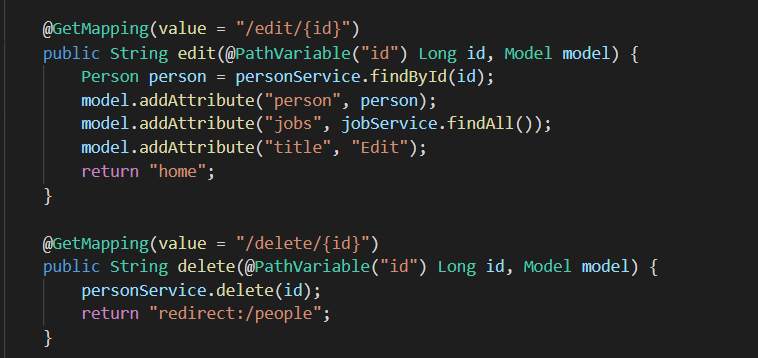 @GetMapping(value = "/edit/{id}")
public String edit(@PathVariable("id") Long id, Model model) {
    Person person = personService.findById(id);
    model.addAttribute("person", person);
    model.addAttribute("jobs", jobService.findAll());
    model.addAttribute("title", "Edit");
    return "home";
}

@GetMapping(value = "/delete/{id}")
public String delete(@PathVariable("id") Long id, Model model) {
    personService.delete(id);
    return "redirect:/people";
}